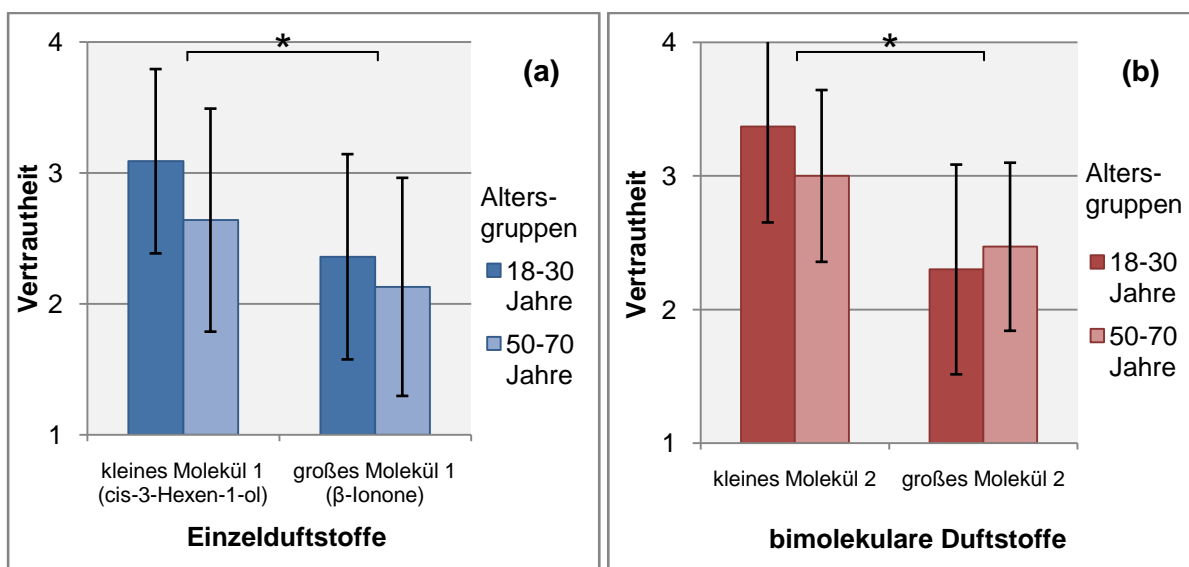 4
3
2
1
Vertrautheit
*
(a)
Alters-
gruppen
18-30
Jahre
50-70
Jahre
kleines Molekül 1
(cis-3-Hexen-1-ol)
großes Molekül 1
(β-Ionone)
Einzelduftstoffe
4
3
2
1
Vertrautheit
*
(b)
Alters-
gruppen
18-30
Jahre
50-70
Jahre
kleines Molekül 2
großes Molekül 2
bimolekulare Duftstoffe